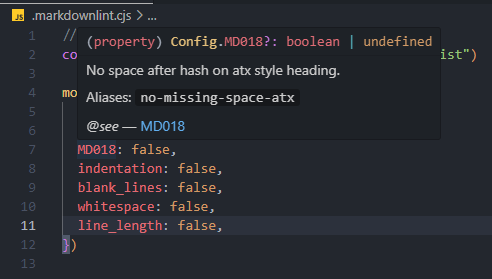 JS .markdownlint.cjs > ...
1 //
2 co ist")
3
4 mo
5
6
7 MD018: false,
8 indentation: false,
9 blank_lines: false,
10 whitespace: false,
11 line_length: false,
12 })
13
(property) Config.MD018?: boolean | undefined
No space after hash on atx style heading.
Aliases: no-missing-space-atx
@see — MD018